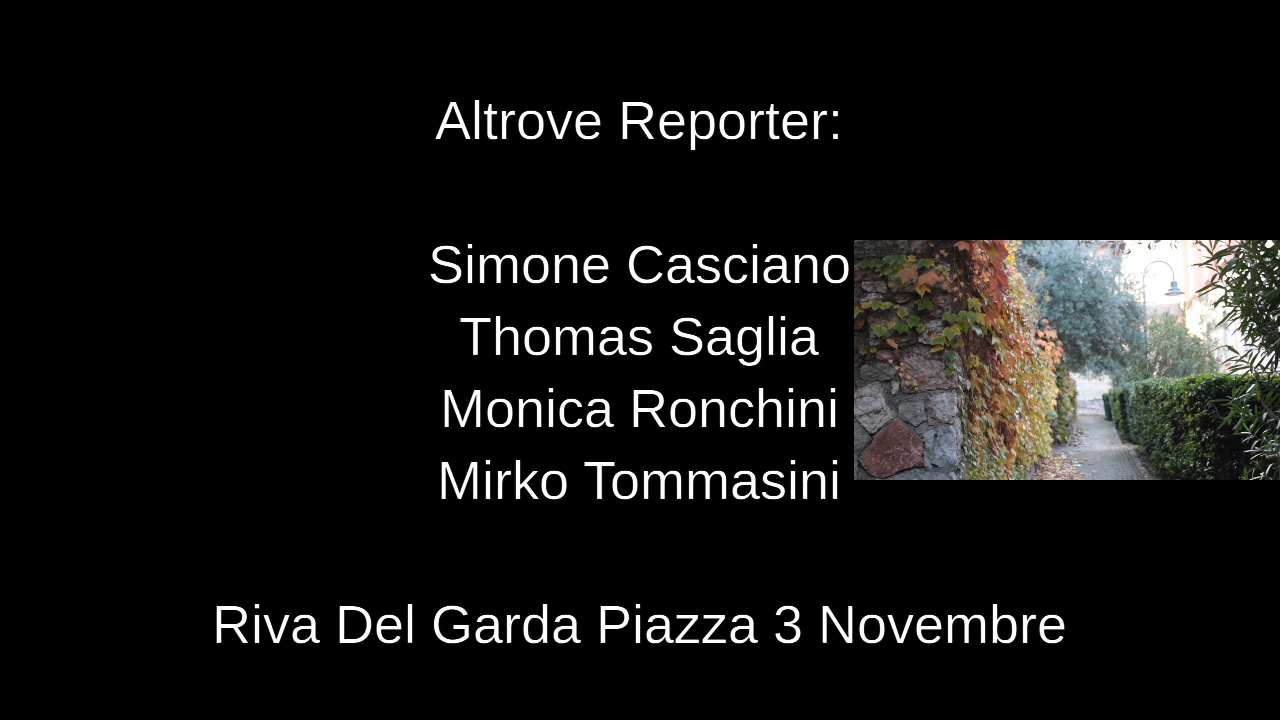 Altrove Reporter:
Simone Casciano
Thomas Saglia
Monica Ronchini
Mirko Tommasini
Riva Del Garda Piazza 3 Novembre